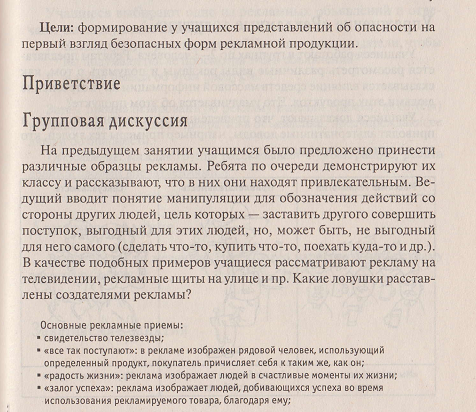 Цели: формирование у учащихся представлений об опасности на
первый взгляд безопасных форм рекламной продукции.
Приветствие
Групповая дискуссия
На предыдущем занятии учащимся было предложено принести
различные образцы рекламы. Ребята по очереди демонстрируют их
классу и рассказывают, что в них они находят привлекательным. Ве-
дущий вводит понятие манипуляции для обозначения действий со
стороны других людей, цель которых — заставить другого совершить
поступок, выгодный для этих людей, но, может быть, не выгодный
для него самого (сделать что-то, купить что-то, поехать куда-то и др.).
В качестве подобных примеров учащиеся рассматривают рекламу на
телевидении, рекламные щиты на улице и пр. Какие ловушки расстав-
лены создателями рекламы?
Основные рекламные приемы:
▪ свидетельство телезвезды;
▪ «все так поступают»: в рекламе изображен рядовой человек, использующий
определенный продукт, покупатель причисляет себя к таким же, как он;
▪ «радость жизни»: реклама изображает людей в счастливые моменты их жизни;
▪ «залог успеха»: реклама изображает людей, добивающихся успеха во время
использования рекламируемого товара, благодаря ему;